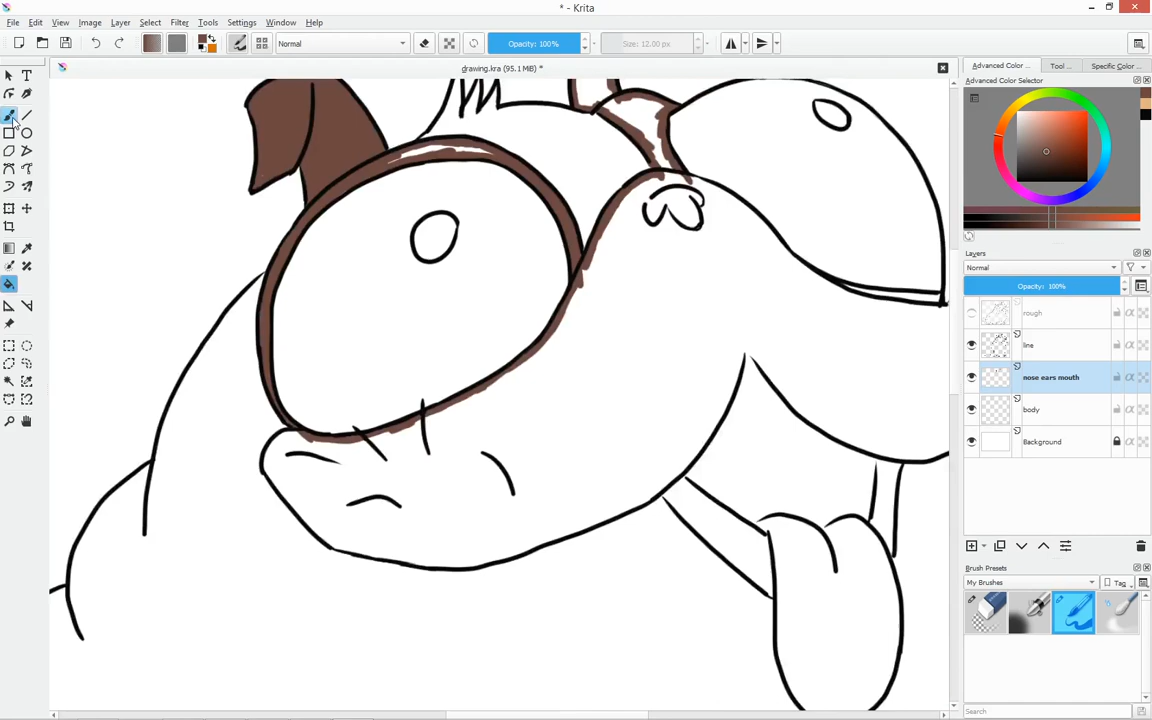 * - Krita
File Edit View Image Layer Select Filter Tools Settings Window Help
Normal Opacity: 100% Size: 12.00 px
drawing.kra (95.1 MiB) *
Advanced Color ... Tool ... Specific Color ...
Advanced Color Selector
Layers
Normal
Opacity: 100%
rough
line
nose ears mouth
body
Background
Brush Presets
My Brushes Tag
Search